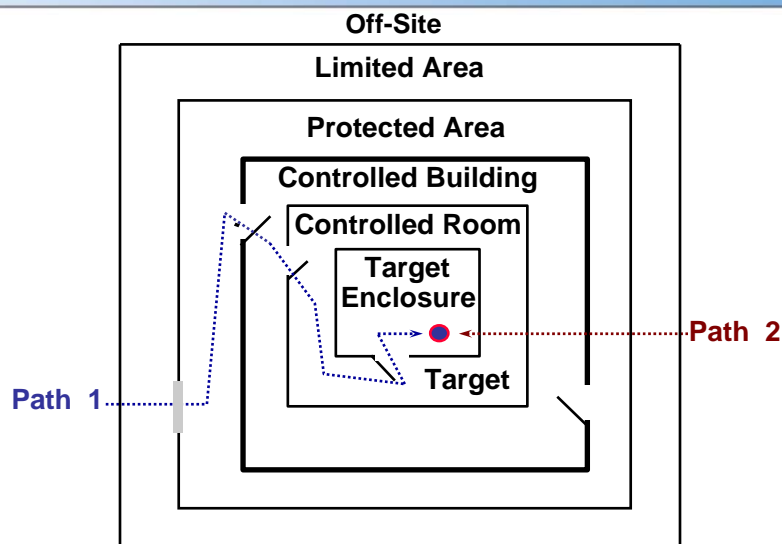 Off-Site
Limited Area
Protected Area
Controlled Building
Controlled Room
Target
Enclosure
Path  2
Target
Path  1